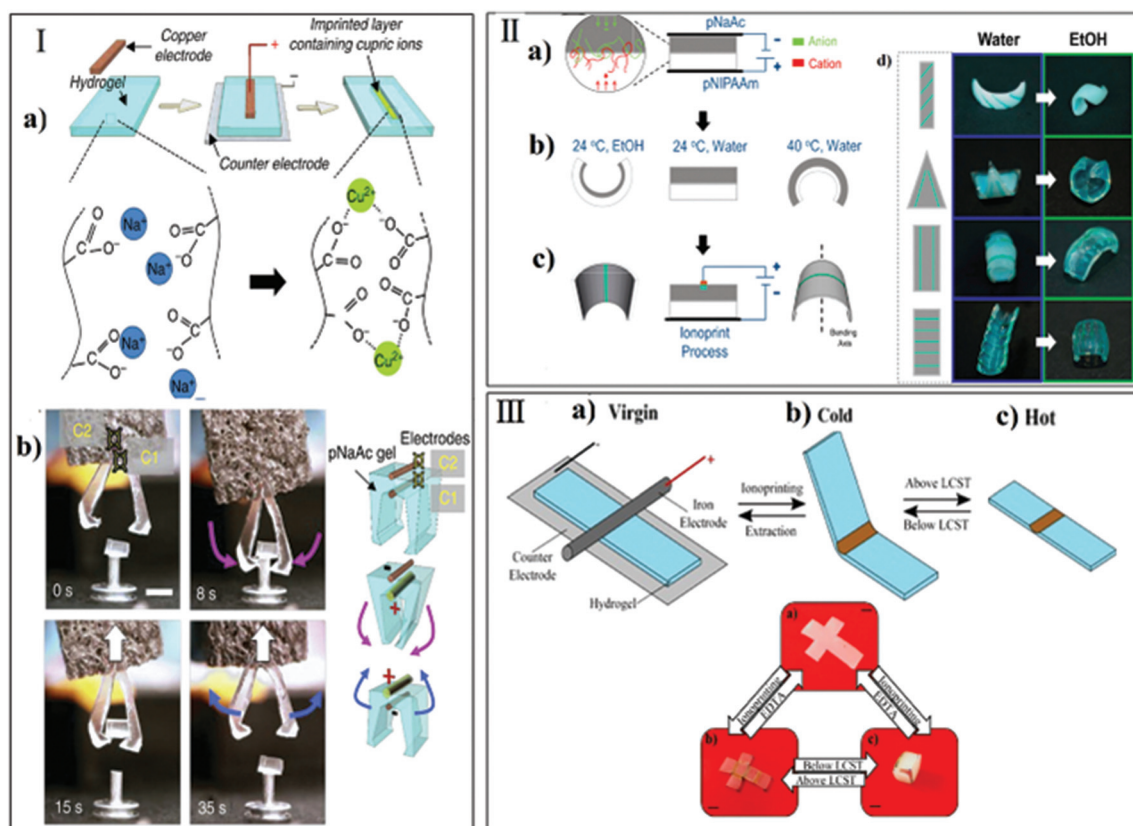 I
a)
Copper
electrode
Hydrogel
+
−
Imprinted layer
containing cupric ions
Counter electrode
C
O
O⁻
Na⁺
Na⁺
Na⁺
Na⁺
Cu²⁺
Cu²⁺
b)
C2
C1
0 s
8 s
15 s
35 s
pNaAc gel
Electrodes
C2
C1
+
+
II
a)
pNaAc
pNIPAAm
-
+
Anion
Cation
b)
24 °C, EtOH
24 °C, Water
40 °C, Water
c)
+
-
Ionoprint
Process
Bending
Axis
d)
Water
EtOH
III
a)
Virgin
b)
Cold
c)
Hot
-
+
Iron
Electrode
Counter
Electrode
Hydrogel
Ionoprinting
Extraction
Above LCST
Below LCST
a)
Ionoprinting
EDTA
Ionoprinting
EDTA
b)
Below LCST
Above LCST
c)